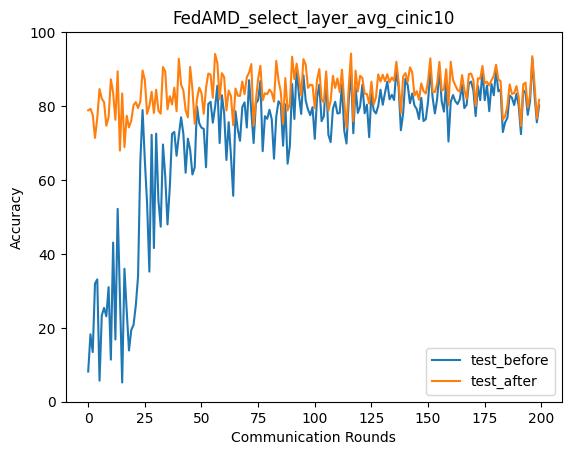 FedAMD_select_layer_avg_cinic10
100
80
60
40
20
0
Accuracy
0 25 50 75 100 125 150 175 200
Communication Rounds
test_before
test_after